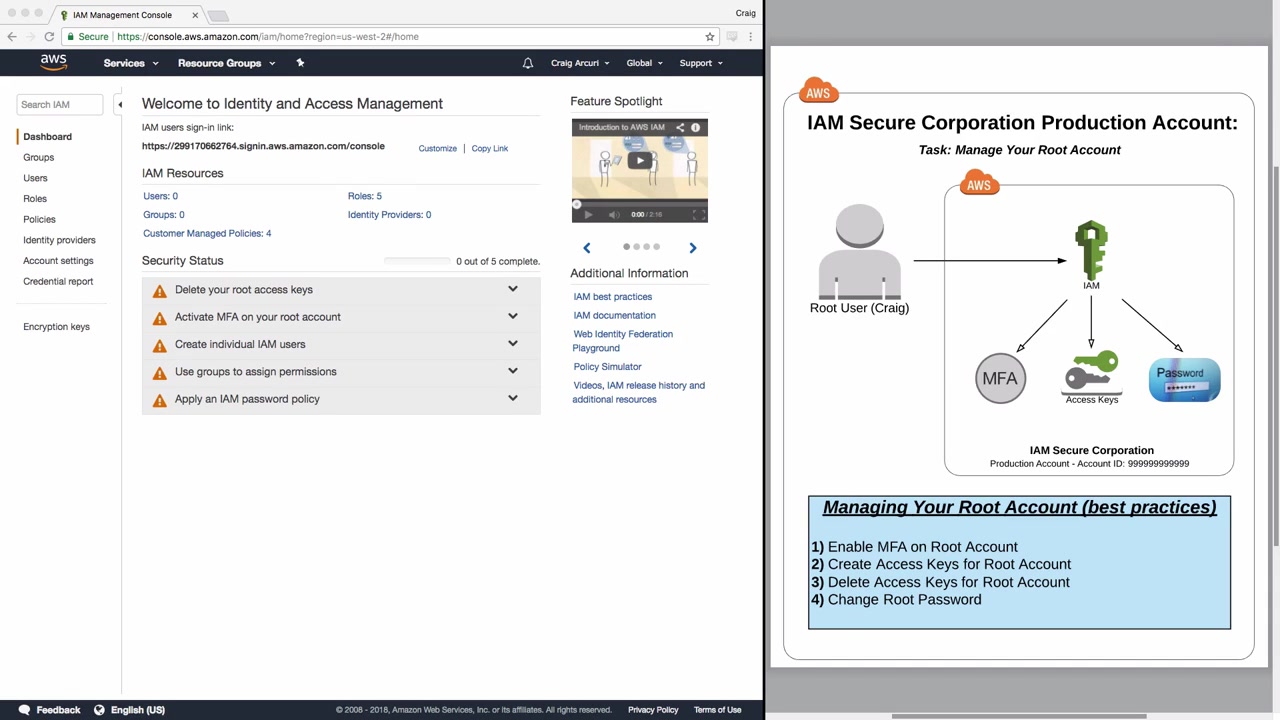 IAM Management Console
Craig
Secure https://console.aws.amazon.com/iam/home?region=us-west-2#/home
aws Services Resource Groups Craig Arcuri Global Support
Search IAM
Dashboard
Groups
Users
Roles
Policies
Identity providers
Account settings
Credential report
Encryption keys
Welcome to Identity and Access Management
IAM users sign-in link:
https://299170662764.signin.aws.amazon.com/console Customize | Copy Link
IAM Resources
Users: 0 Roles: 5
Groups: 0 Identity Providers: 0
Customer Managed Policies: 4
Security Status 0 out of 5 complete.
Delete your root access keys
Activate MFA on your root account
Create individual IAM users
Use groups to assign permissions
Apply an IAM password policy
Feature Spotlight
Introduction to AWS IAM
0:00 / 2:16
Additional Information
IAM best practices
IAM documentation
Web Identity Federation
Playground
Policy Simulator
Videos, IAM release history and
additional resources
Feedback English (US) © 2008 - 2018, Amazon Web Services, Inc. or its affiliates. All rights reserved. Privacy Policy Terms of Use
AWS
IAM Secure Corporation Production Account:
Task: Manage Your Root Account
AWS
IAM
Root User (Craig)
MFA
Access Keys
Password
IAM Secure Corporation
Production Account - Account ID: 999999999999
Managing Your Root Account (best practices)
1) Enable MFA on Root Account
2) Create Access Keys for Root Account
3) Delete Access Keys for Root Account
4) Change Root Password